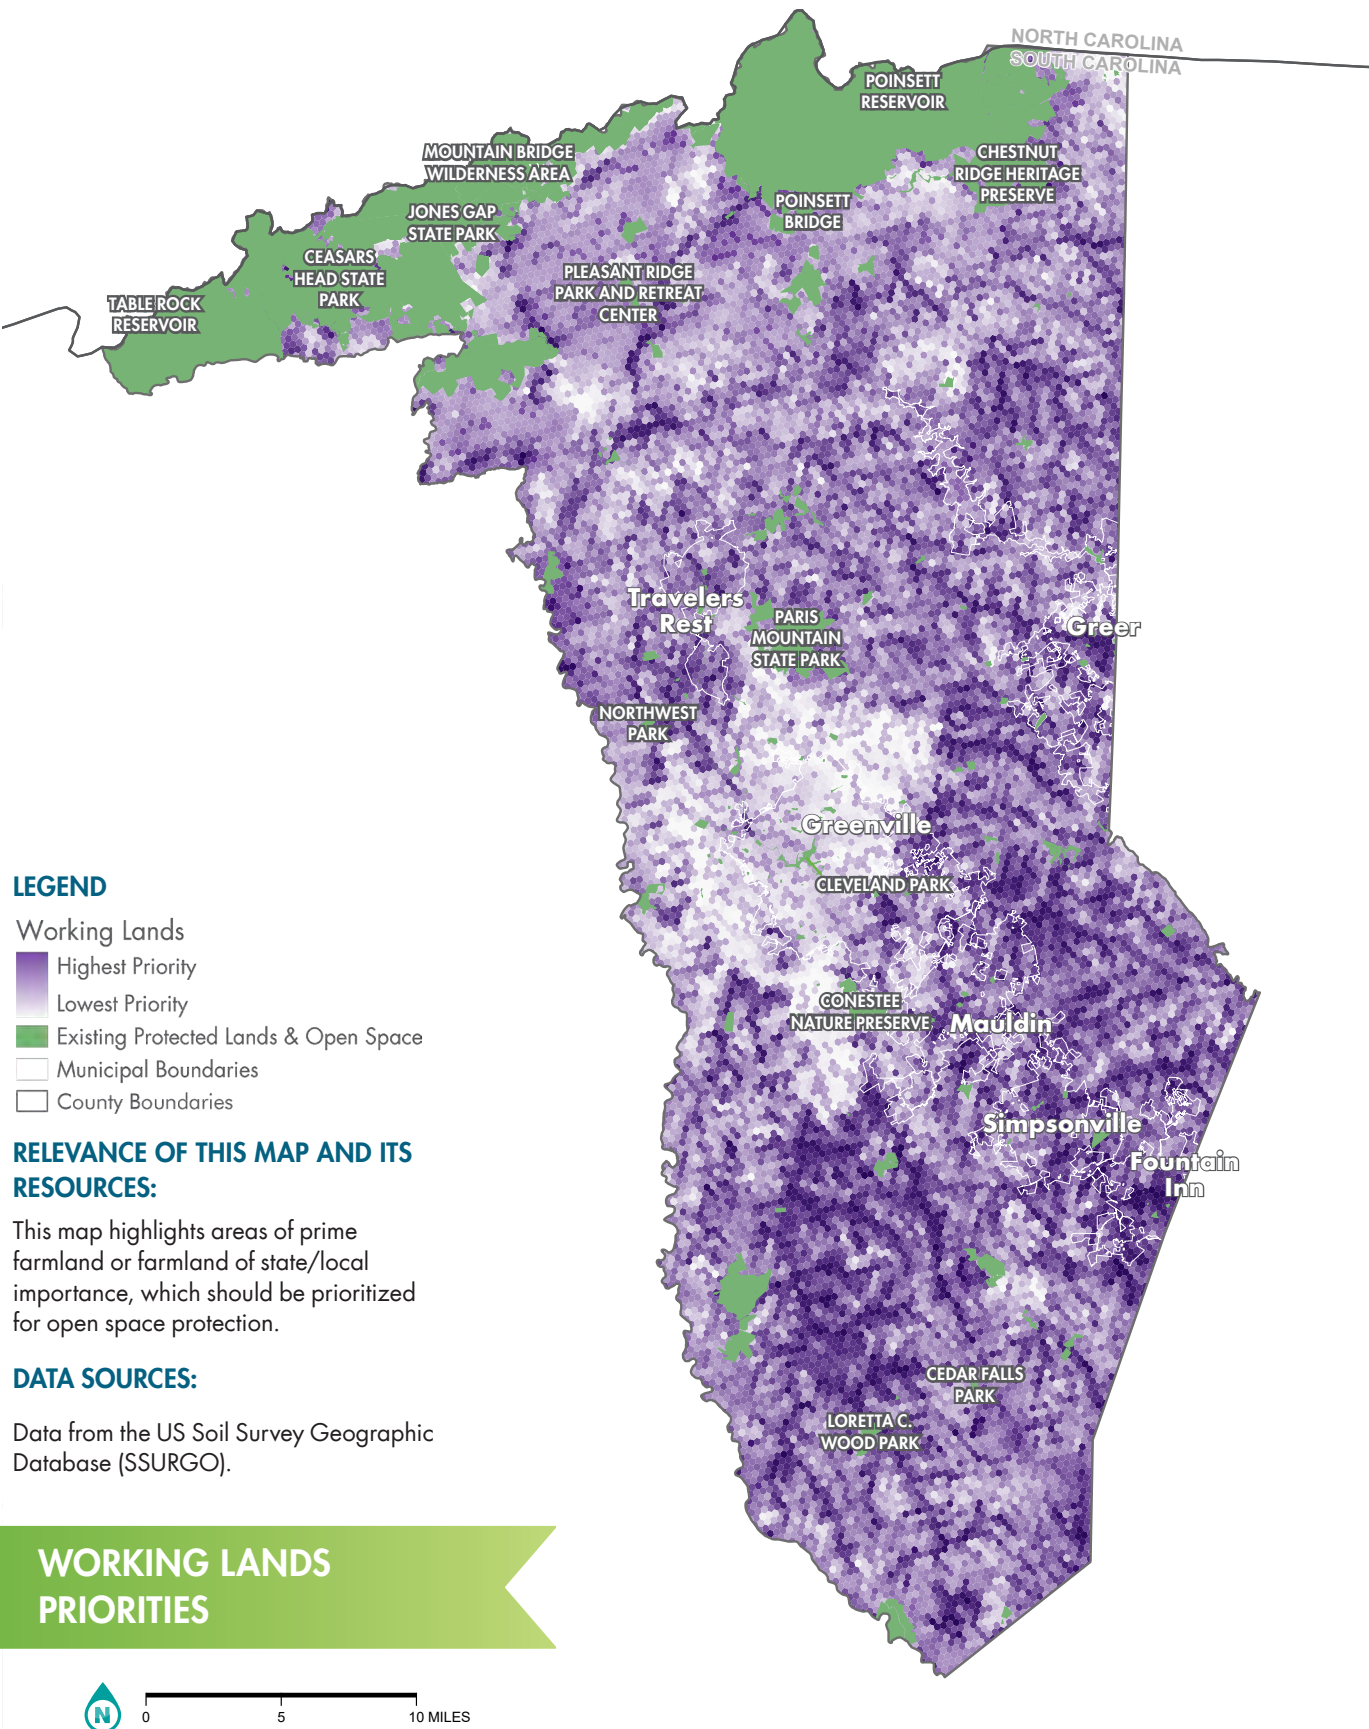 NORTH CAROLINA
SOUTH CAROLINA
POINSETT
RESERVOIR
MOUNTAIN BRIDGE
WILDERNESS AREA
CHESTNUT
RIDGE HERITAGE
PRESERVE
JONES GAP
STATE PARK
POINSETT
BRIDGE
CEASARS
HEAD STATE
PARK
PLEASANT RIDGE
PARK AND RETREAT
CENTER
TABLE ROCK
RESERVOIR
Travelers
Rest
PARIS
MOUNTAIN
STATE PARK
Greer
NORTHWEST
PARK
Greenville
CLEVELAND PARK
CONESTEE
NATURE PRESERVE
Mauldin
Simpsonville
Fountain
Inn
CEDAR FALLS
PARK
LORETTA C.
WOOD PARK
LEGEND
Working Lands
Highest Priority
Lowest Priority
Existing Protected Lands & Open Space
Municipal Boundaries
County Boundaries
RELEVANCE OF THIS MAP AND ITS
RESOURCES:
This map highlights areas of prime
farmland or farmland of state/local
importance, which should be prioritized
for open space protection.
DATA SOURCES:
Data from the US Soil Survey Geographic
Database (SSURGO).
WORKING LANDS
PRIORITIES
N
0 5 10 MILES